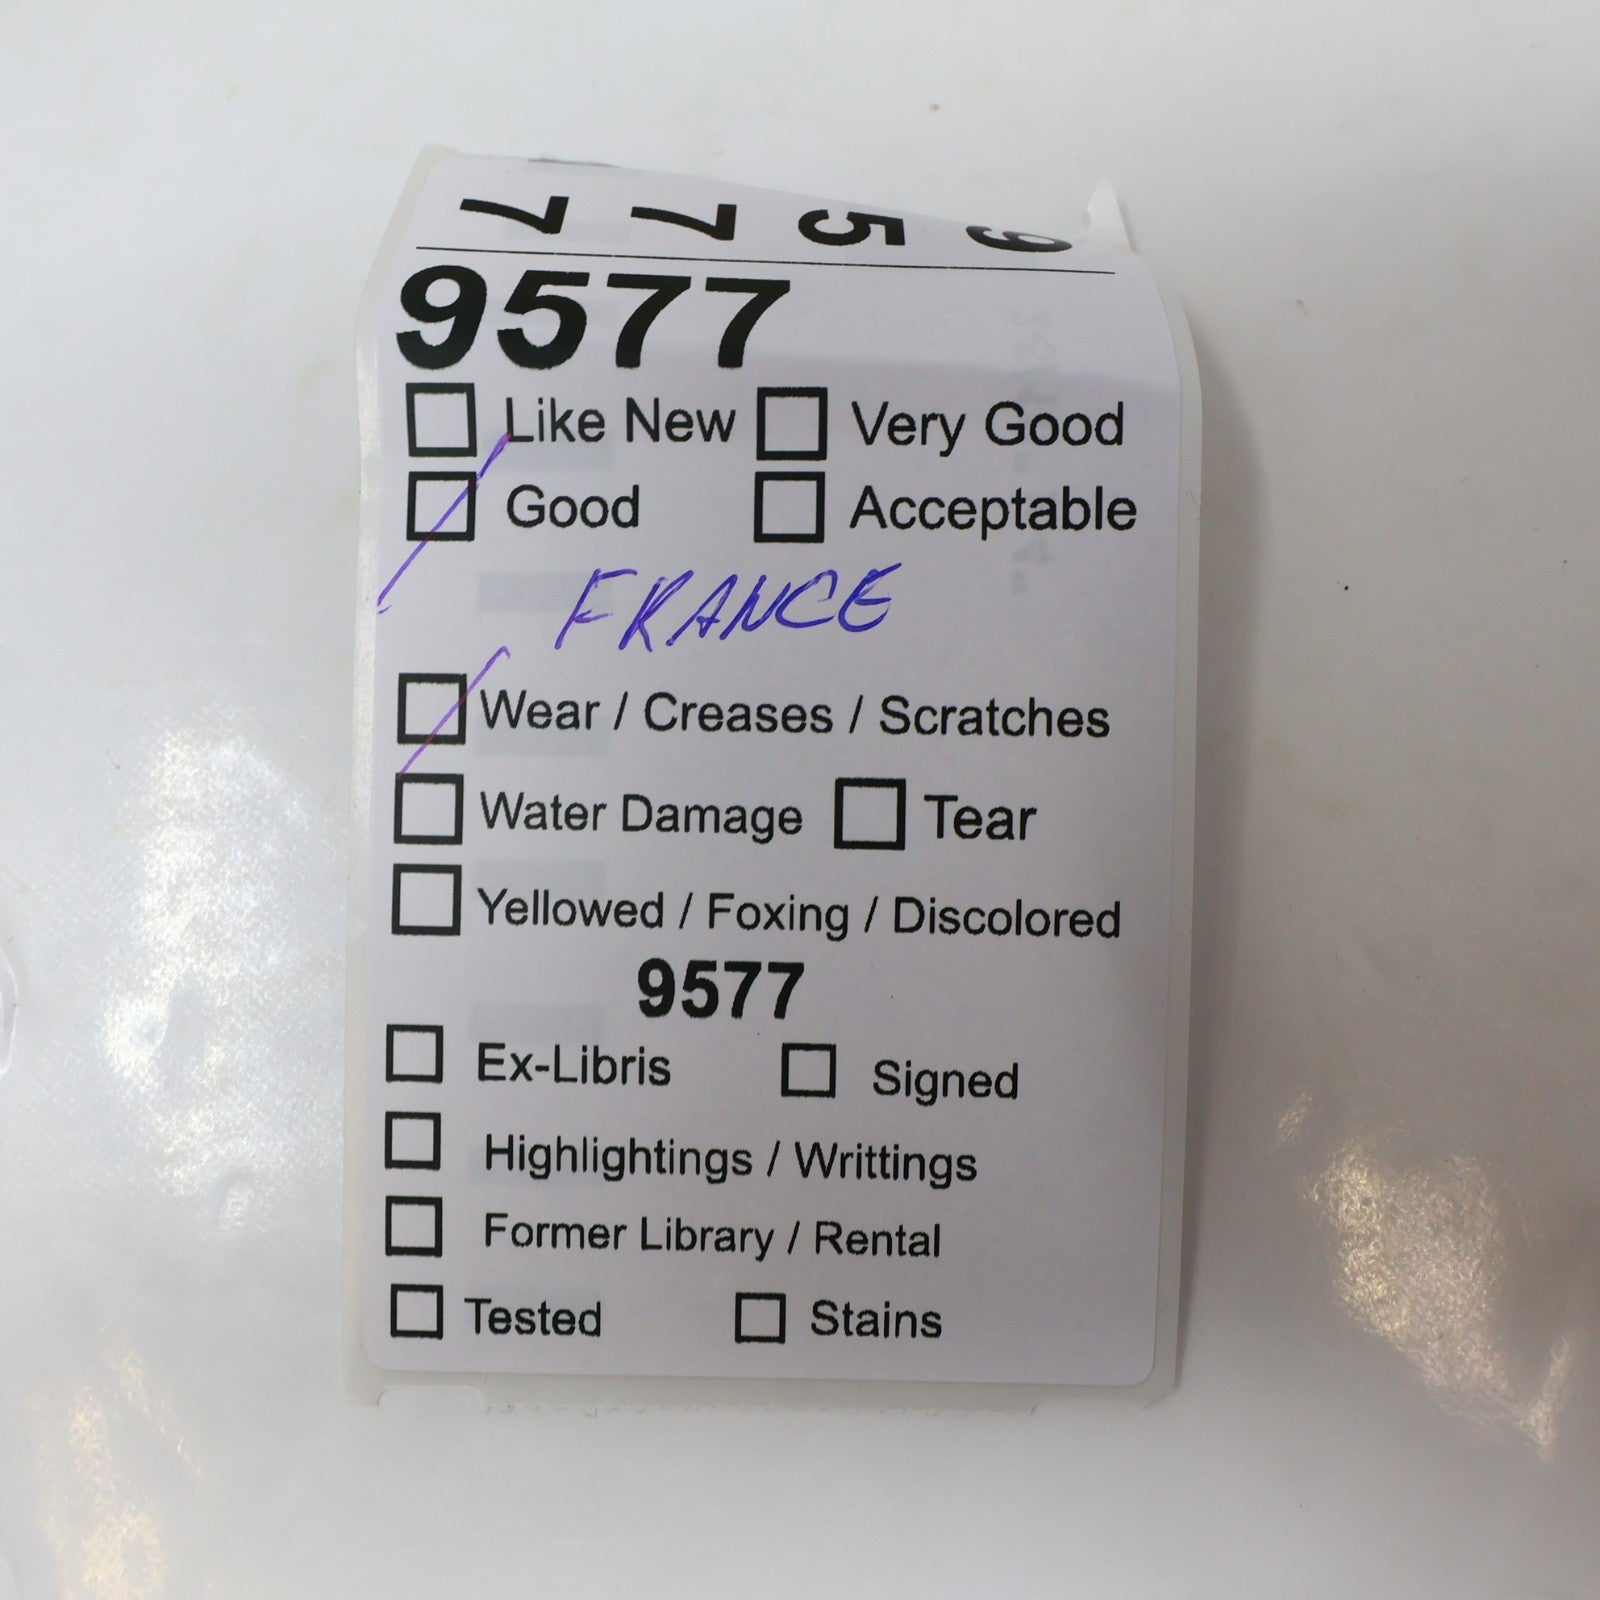 9 5 7 7
9577
Like New Very Good
Good Acceptable
FRANCE
Wear / Creases / Scratches
Water Damage Tear
Yellowed / Foxing / Discolored
9577
Ex-Libris Signed
Highlightings / Writtings
Former Library / Rental
Tested Stains